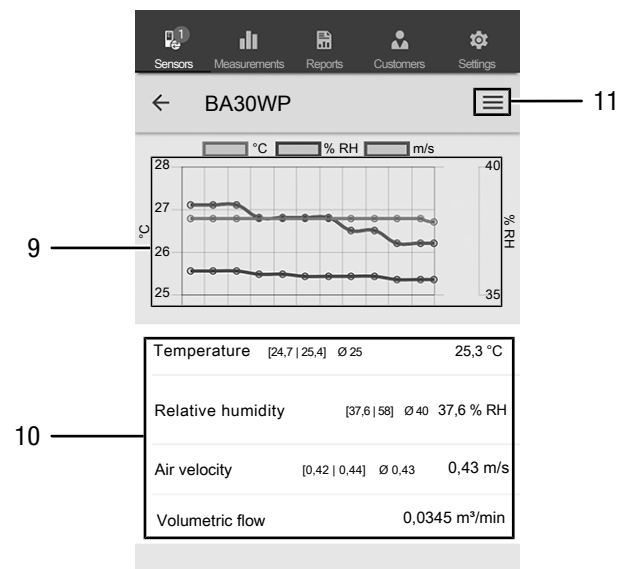 1
Sensors Measurements Reports Customers Settings
BA30WP
11
°C % RH m/s
28 40
27
°C % RH
9
26
25 35
Temperature [24,7 | 25,4] Ø 25 25,3 °C
Relative humidity [37,6 | 58] Ø 40 37,6 % RH
10
Air velocity [0,42 | 0,44] Ø 0,43 0,43 m/s
Volumetric flow 0,0345 m³/min